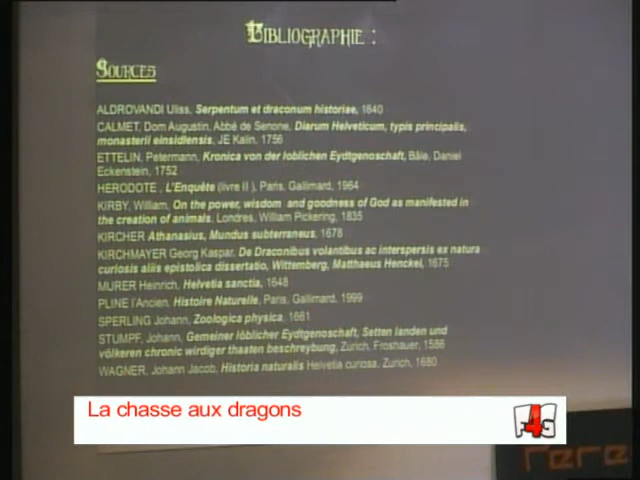 BIBLIOGRAPHIE :
SOURCES
ALDROVANDI Uliss, Serpentum et draconum historiae, 1640
CALMET, Dom Augustin, Abbé de Senone, Diarum Helveticum, typis principalis,
monasterii einsidlensis, JE Kalin, 1756
ETTELIN, Petermann, Kronica von der loblichen Eydtgenoschaft, Bâle, Daniel
Eckenstein, 1752
HERODOTE , L'Enquête (livre II ), Paris, Gallimard, 1964
KIRBY, William, On the power, wisdom and goodness of God as manifested in
the creation of animals, Londres, William Pickering, 1835
KIRCHER Athanasius, Mundus subterraneus, 1678
KIRCHMAYER Georg Kaspar, De Draconibus volantibus ac interspersis ex natura
curiosis aliis epistolica dissertatio, Wittemberg, Matthaeus Henckel, 1675
MURER Heinrich, Helvetia sanctia, 1648
PLINE l'Ancien, Histoire Naturelle, Paris, Gallimard, 1999
SPERLING Johann, Zoologica physica, 1661
STUMPF, Johann, Gemeiner löblicher Eydtgenoschaft, Setten landen und
völkeren chronic wirdiger thaaten beschreybung, Zurich, Froshauer, 1586
WAGNER, Johann Jacob, Historia naturalis Helvetia curiosa, Zurich, 1680
La chasse aux dragons
F4G
rere